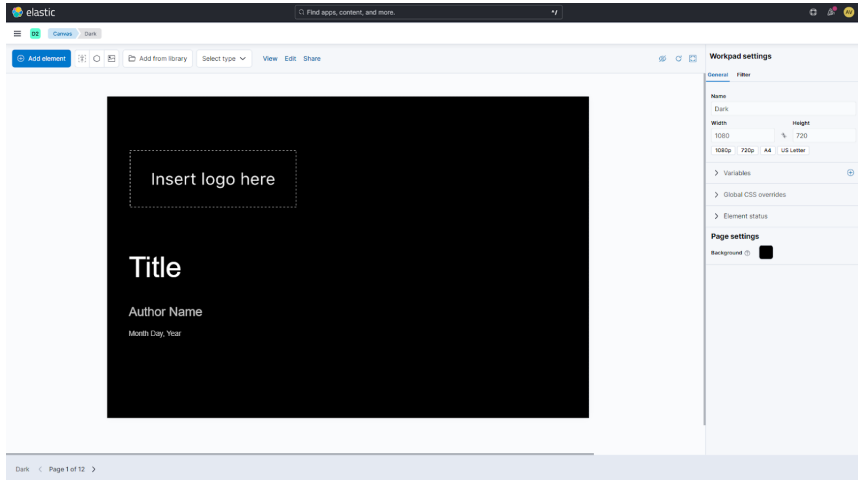 elastic
Find apps, content, and more.
*/
AV
D2
Canvas
Dark
Add element
Add from library
Select type
View
Edit
Share
Insert logo here
Title
Author Name
Month Day, Year
Workpad settings
General
Filter
Name
Dark
Width
Height
1080
720
1080p
720p
A4
US Letter
Variables
Global CSS overrides
Element status
Page settings
Background
Dark
Page 1 of 12